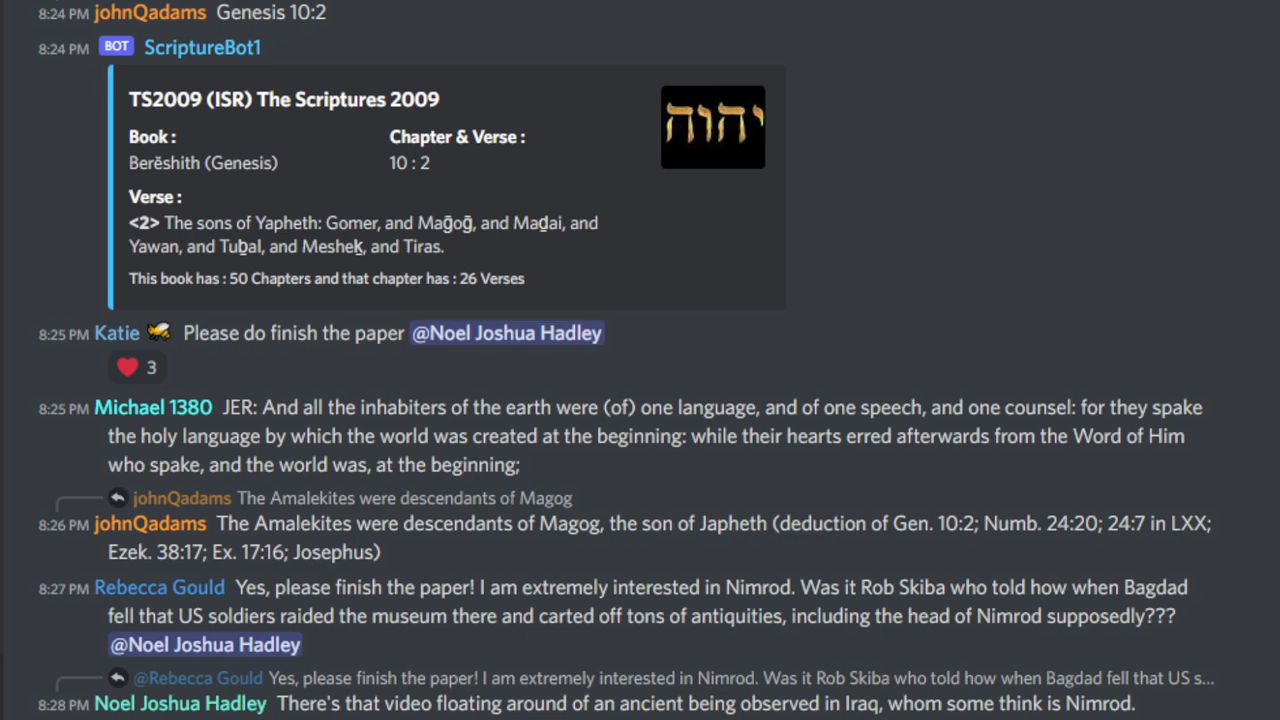 8:24 PM johnQadams Genesis 10:2
8:24 PM BOT ScriptureBot1
TS2009 (ISR) The Scriptures 2009
יהוה
Book : Chapter & Verse :
Berĕshith (Genesis) 10 : 2
Verse :
<2> The sons of Yapheth: Gomer, and Maḡoḡ, and Maḏai, and
Yawan, and Tuḇal, and Mesheḵ, and Tiras.
This book has : 50 Chapters and that chapter has : 26 Verses
8:25 PM Katie Please do finish the paper @Noel Joshua Hadley
3
8:25 PM Michael 1380 JER: And all the inhabiters of the earth were (of) one language, and of one speech, and one counsel: for they spake
the holy language by which the world was created at the beginning: while their hearts erred afterwards from the Word of Him
who spake, and the world was, at the beginning;
johnQadams The Amalekites were descendants of Magog
8:26 PM johnQadams The Amalekites were descendants of Magog, the son of Japheth (deduction of Gen. 10:2; Numb. 24:20; 24:7 in LXX;
Ezek. 38:17; Ex. 17:16; Josephus)
8:27 PM Rebecca Gould Yes, please finish the paper! I am extremely interested in Nimrod. Was it Rob Skiba who told how when Bagdad
fell that US soldiers raided the museum there and carted off tons of antiquities, including the head of Nimrod supposedly???
@Noel Joshua Hadley
@Rebecca Gould Yes, please finish the paper! I am extremely interested in Nimrod. Was it Rob Skiba who told how when Bagdad fell that US s...
8:28 PM Noel Joshua Hadley There's that video floating around of an ancient being observed in Iraq, whom some think is Nimrod.